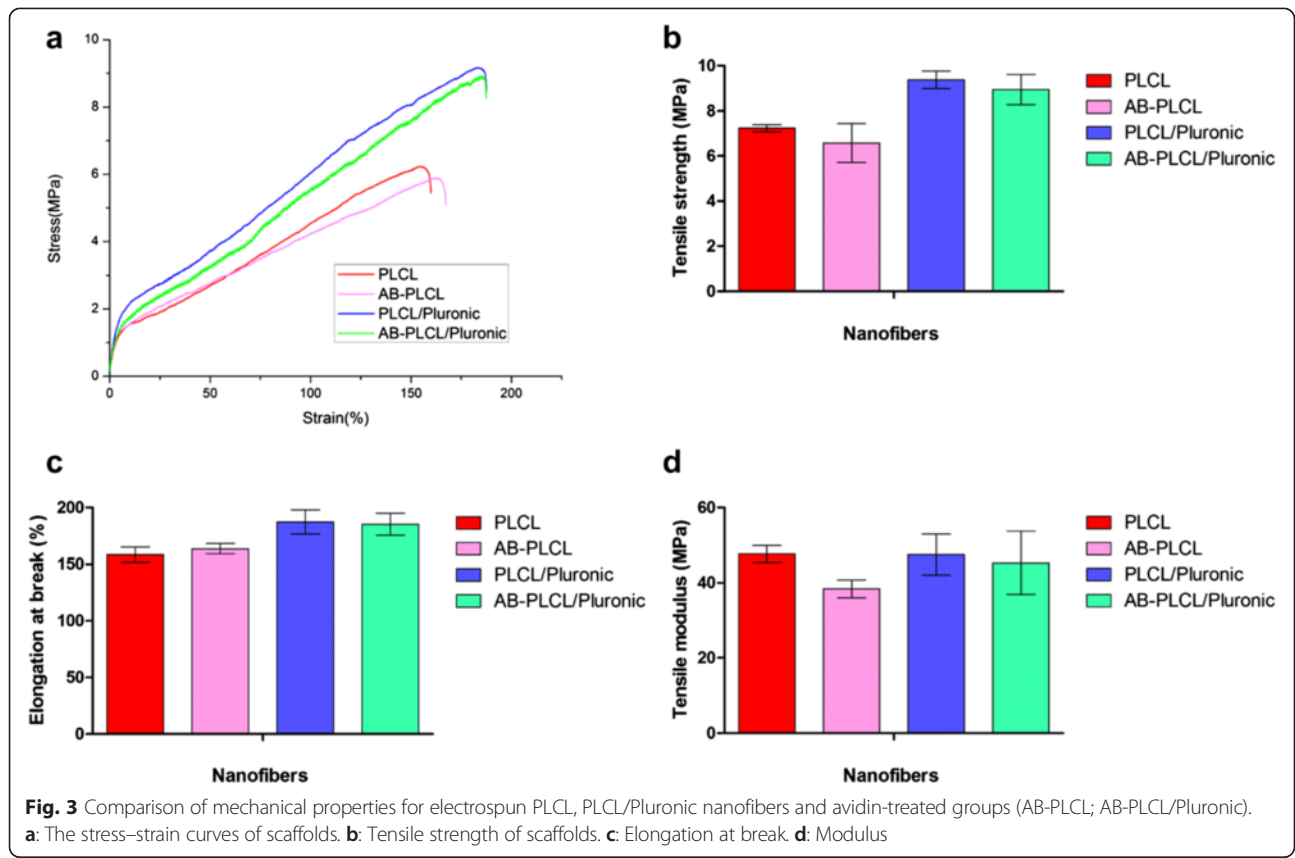 a
10
8
6
4
2
0
Stress(MPa)
0 50 100 150 200
Strain(%)
PLCL
AB-PLCL
PLCL/Pluronic
AB-PLCL/Pluronic
b
10
8
6
4
2
0
Tensile strength (MPa)
Nanofibers
PLCL
AB-PLCL
PLCL/Pluronic
AB-PLCL/Pluronic
c
200
150
100
50
0
Elongation at break (%)
Nanofibers
PLCL
AB-PLCL
PLCL/Pluronic
AB-PLCL/Pluronic
d
60
40
20
0
Tensile modulus (MPa)
Nanofibers
PLCL
AB-PLCL
PLCL/Pluronic
AB-PLCL/Pluronic
Fig. 3 Comparison of mechanical properties for electrospun PLCL, PLCL/Pluronic nanofibers and avidin-treated groups (AB-PLCL; AB-PLCL/Pluronic).
a: The stress–strain curves of scaffolds. b: Tensile strength of scaffolds. c: Elongation at break. d: Modulus